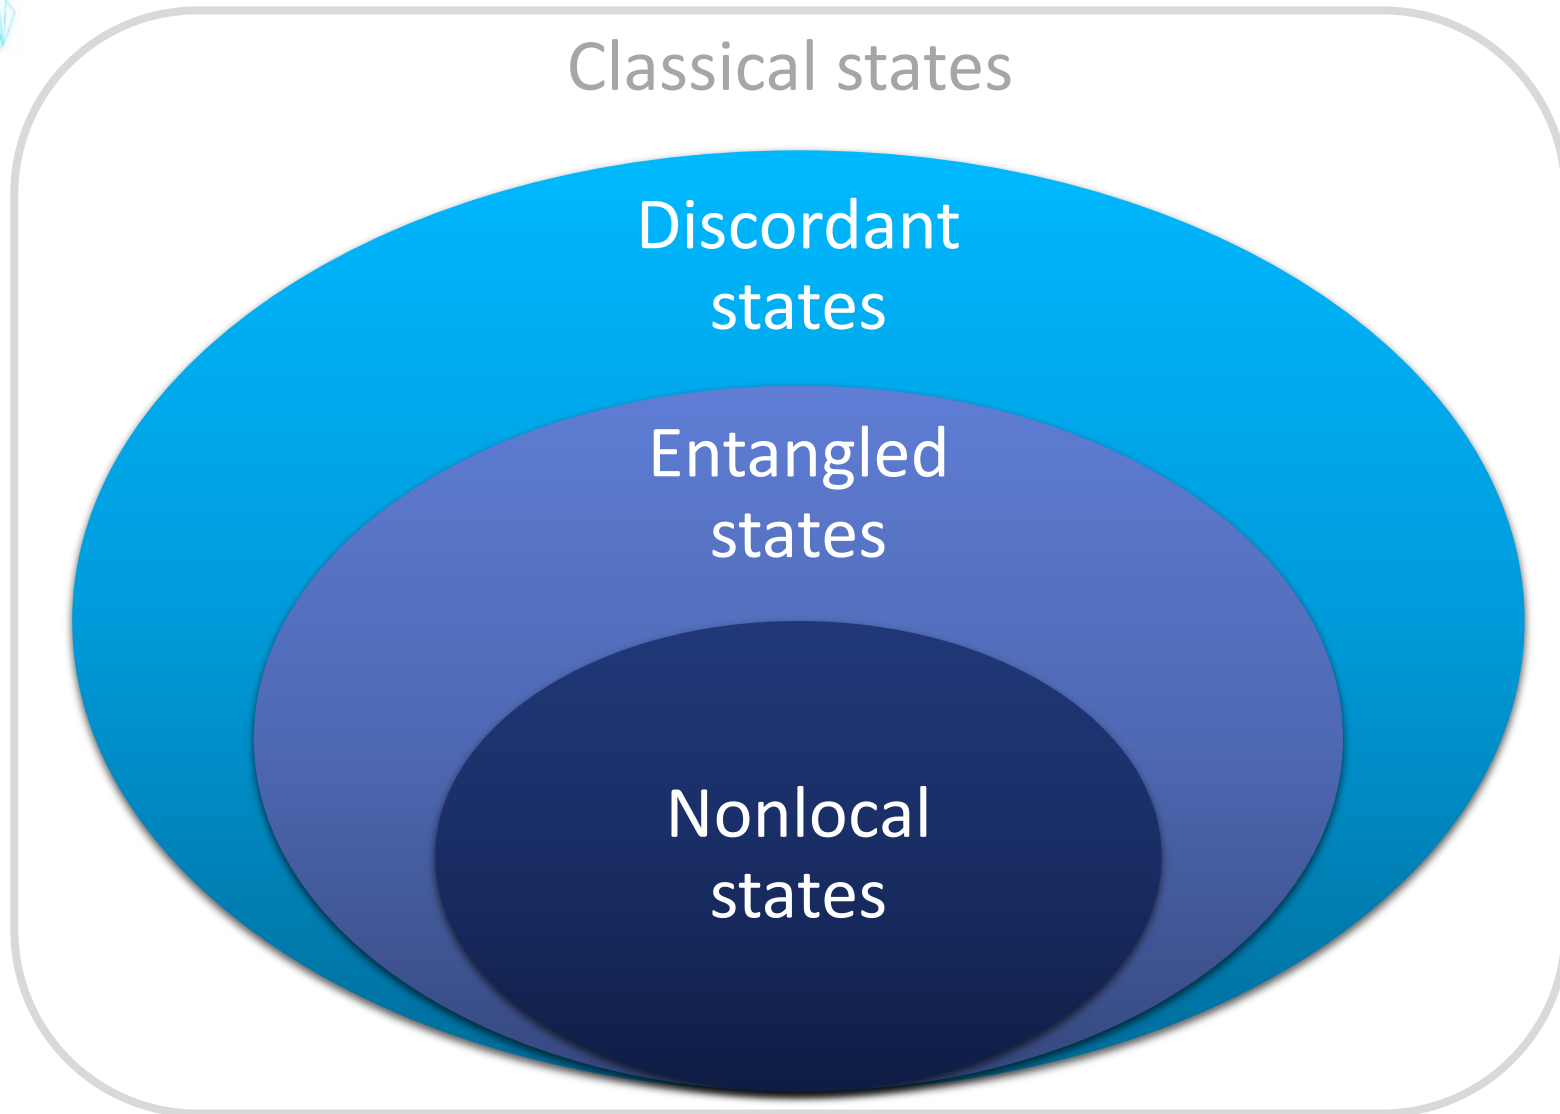 Classical states
Discordant
states
Entangled
states
Nonlocal
states